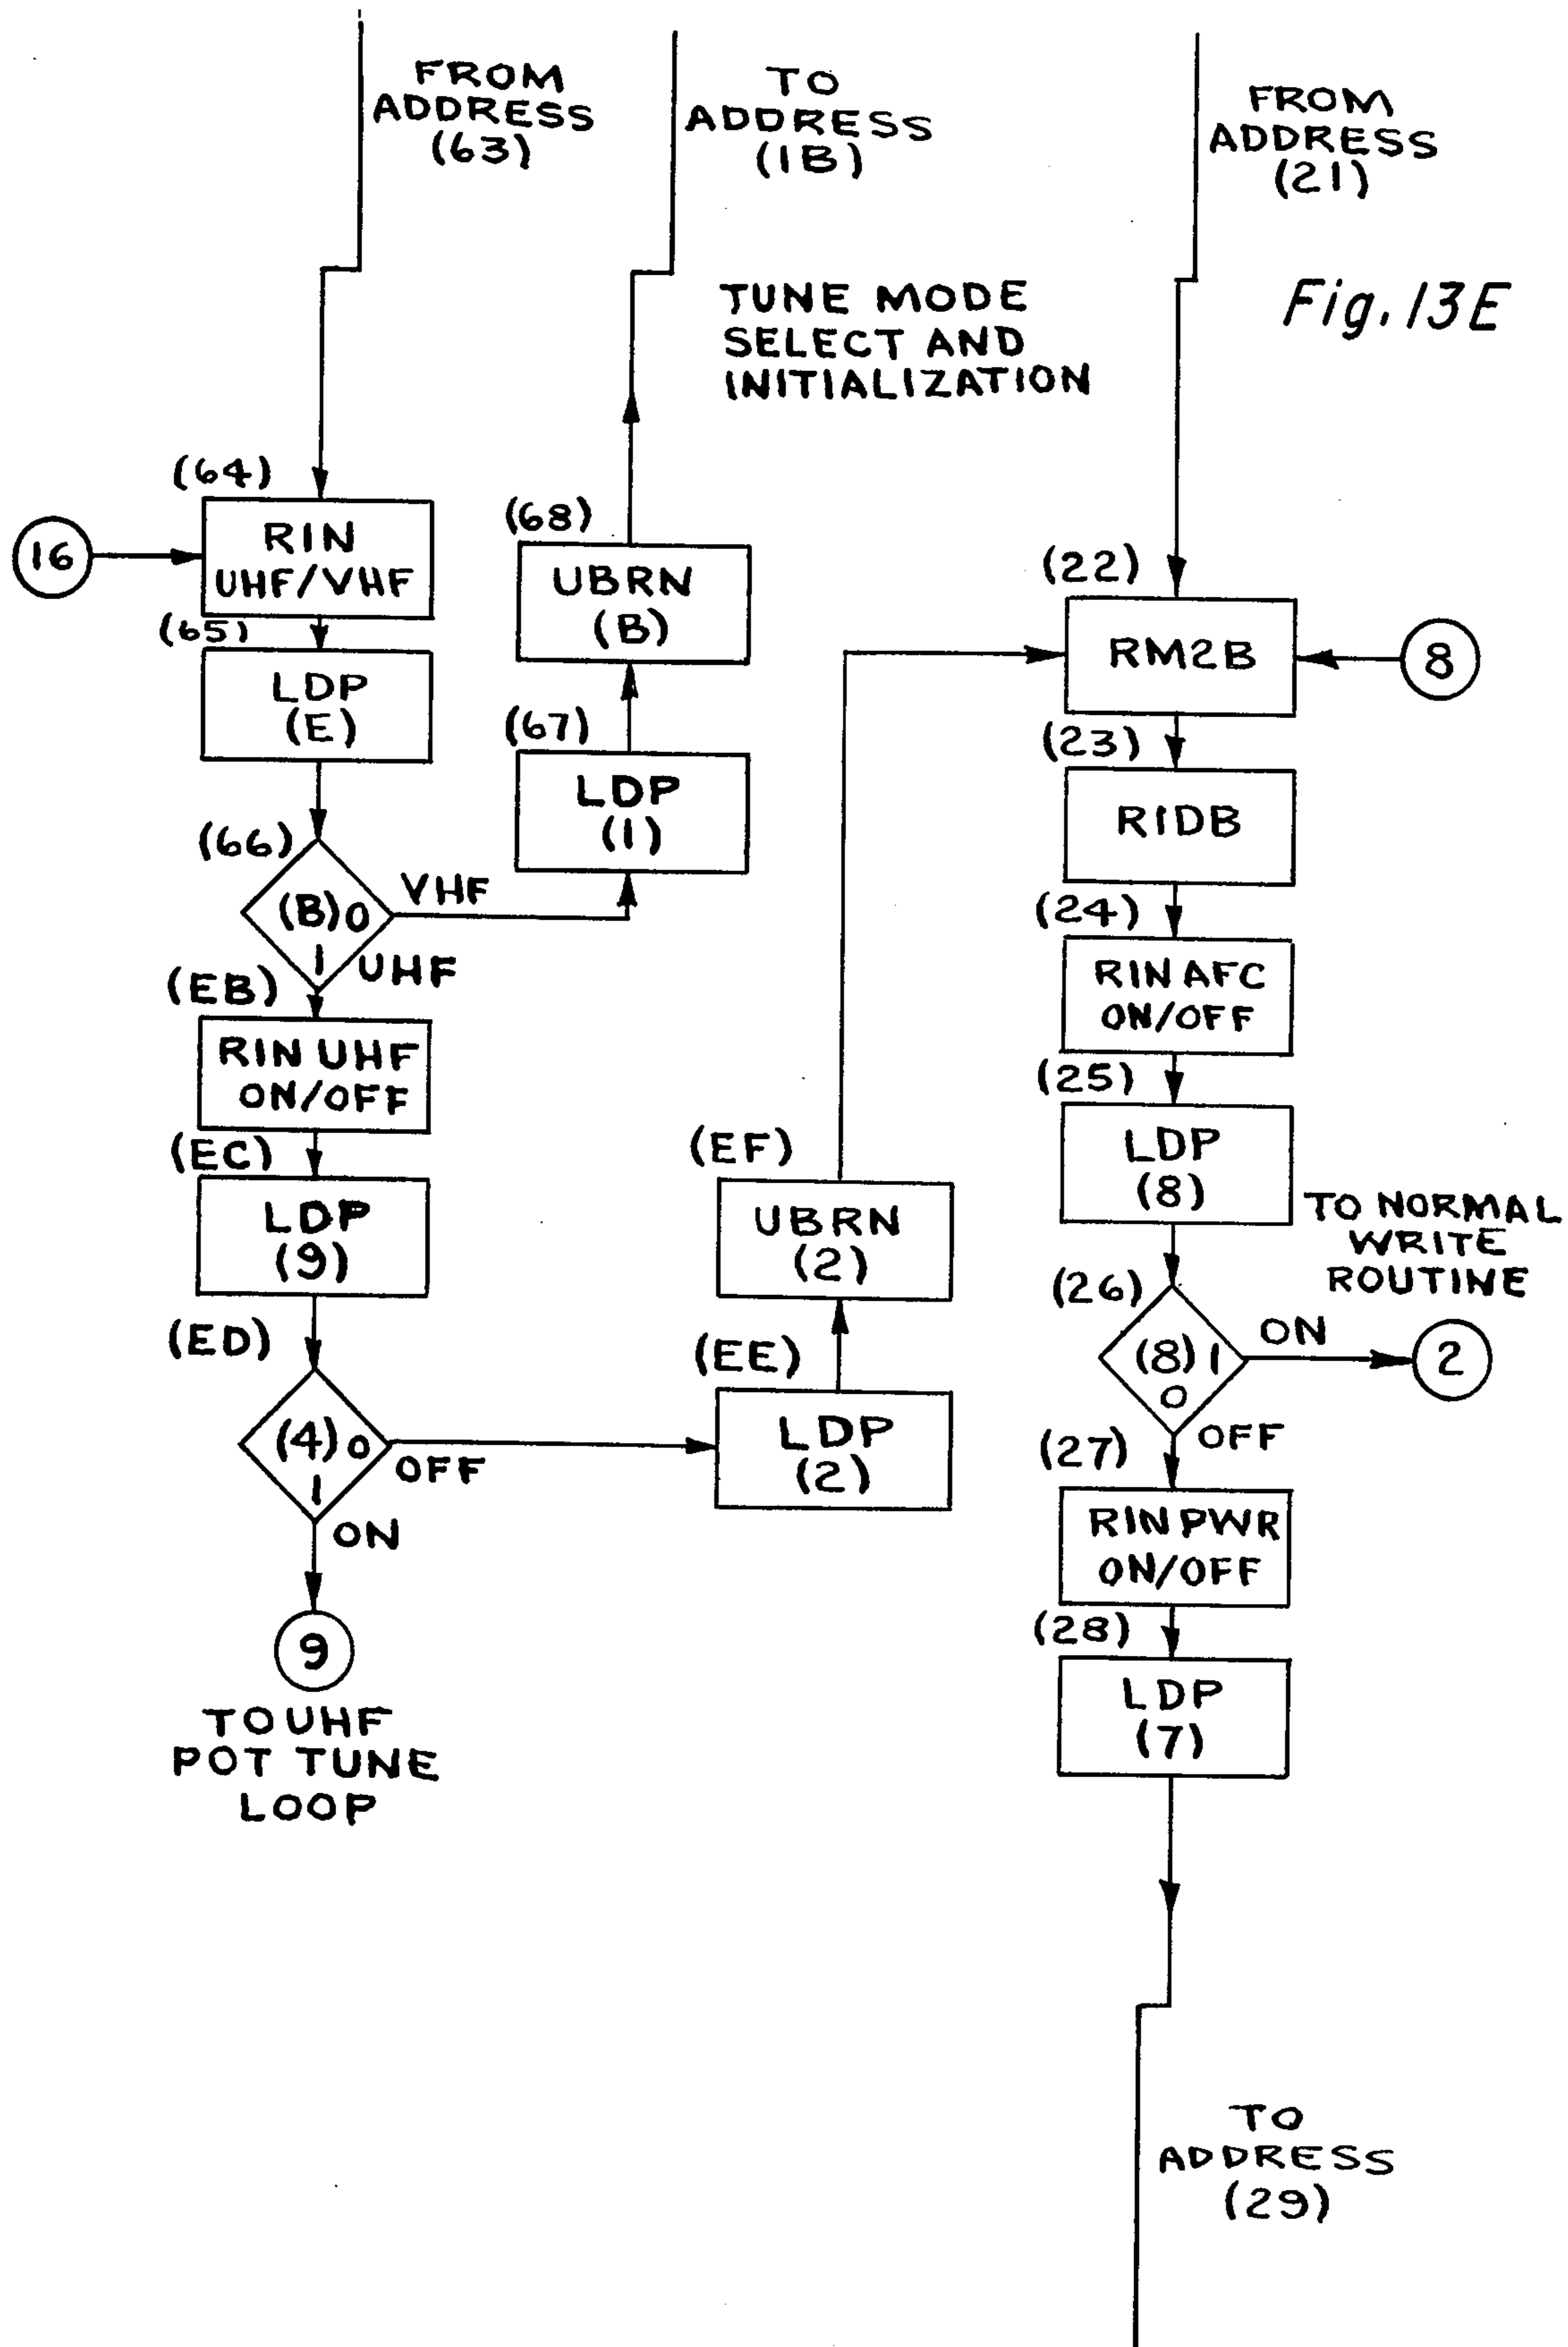 FROM
ADDRESS
(63)
TO
ADDRESS
(1B)
FROM
ADDRESS
(21)
TUNE MODE
SELECT AND
INITIALIZATION
Fig. 13E
(64)
16
RIN
UHF/VHF
(65)
LDP
(E)
(66)
(B) 0
1
VHF
UHF
(67)
LDP
(1)
(68)
UBRN
(B)
(EB)
RIN UHF
ON/OFF
(EC)
LDP
(9)
(ED)
(4) 0
1
OFF
ON
9
TO UHF
POT TUNE
LOOP
(EE)
LDP
(2)
(EF)
UBRN
(2)
(22)
RM2B
8
(23)
R1DB
(24)
RIN AFC
ON/OFF
(25)
LDP
(8)
TO NORMAL
WRITE
ROUTINE
(26)
(8) 1
0
ON
2
OFF
(27)
RIN PWR
ON/OFF
(28)
LDP
(7)
TO
ADDRESS
(29)